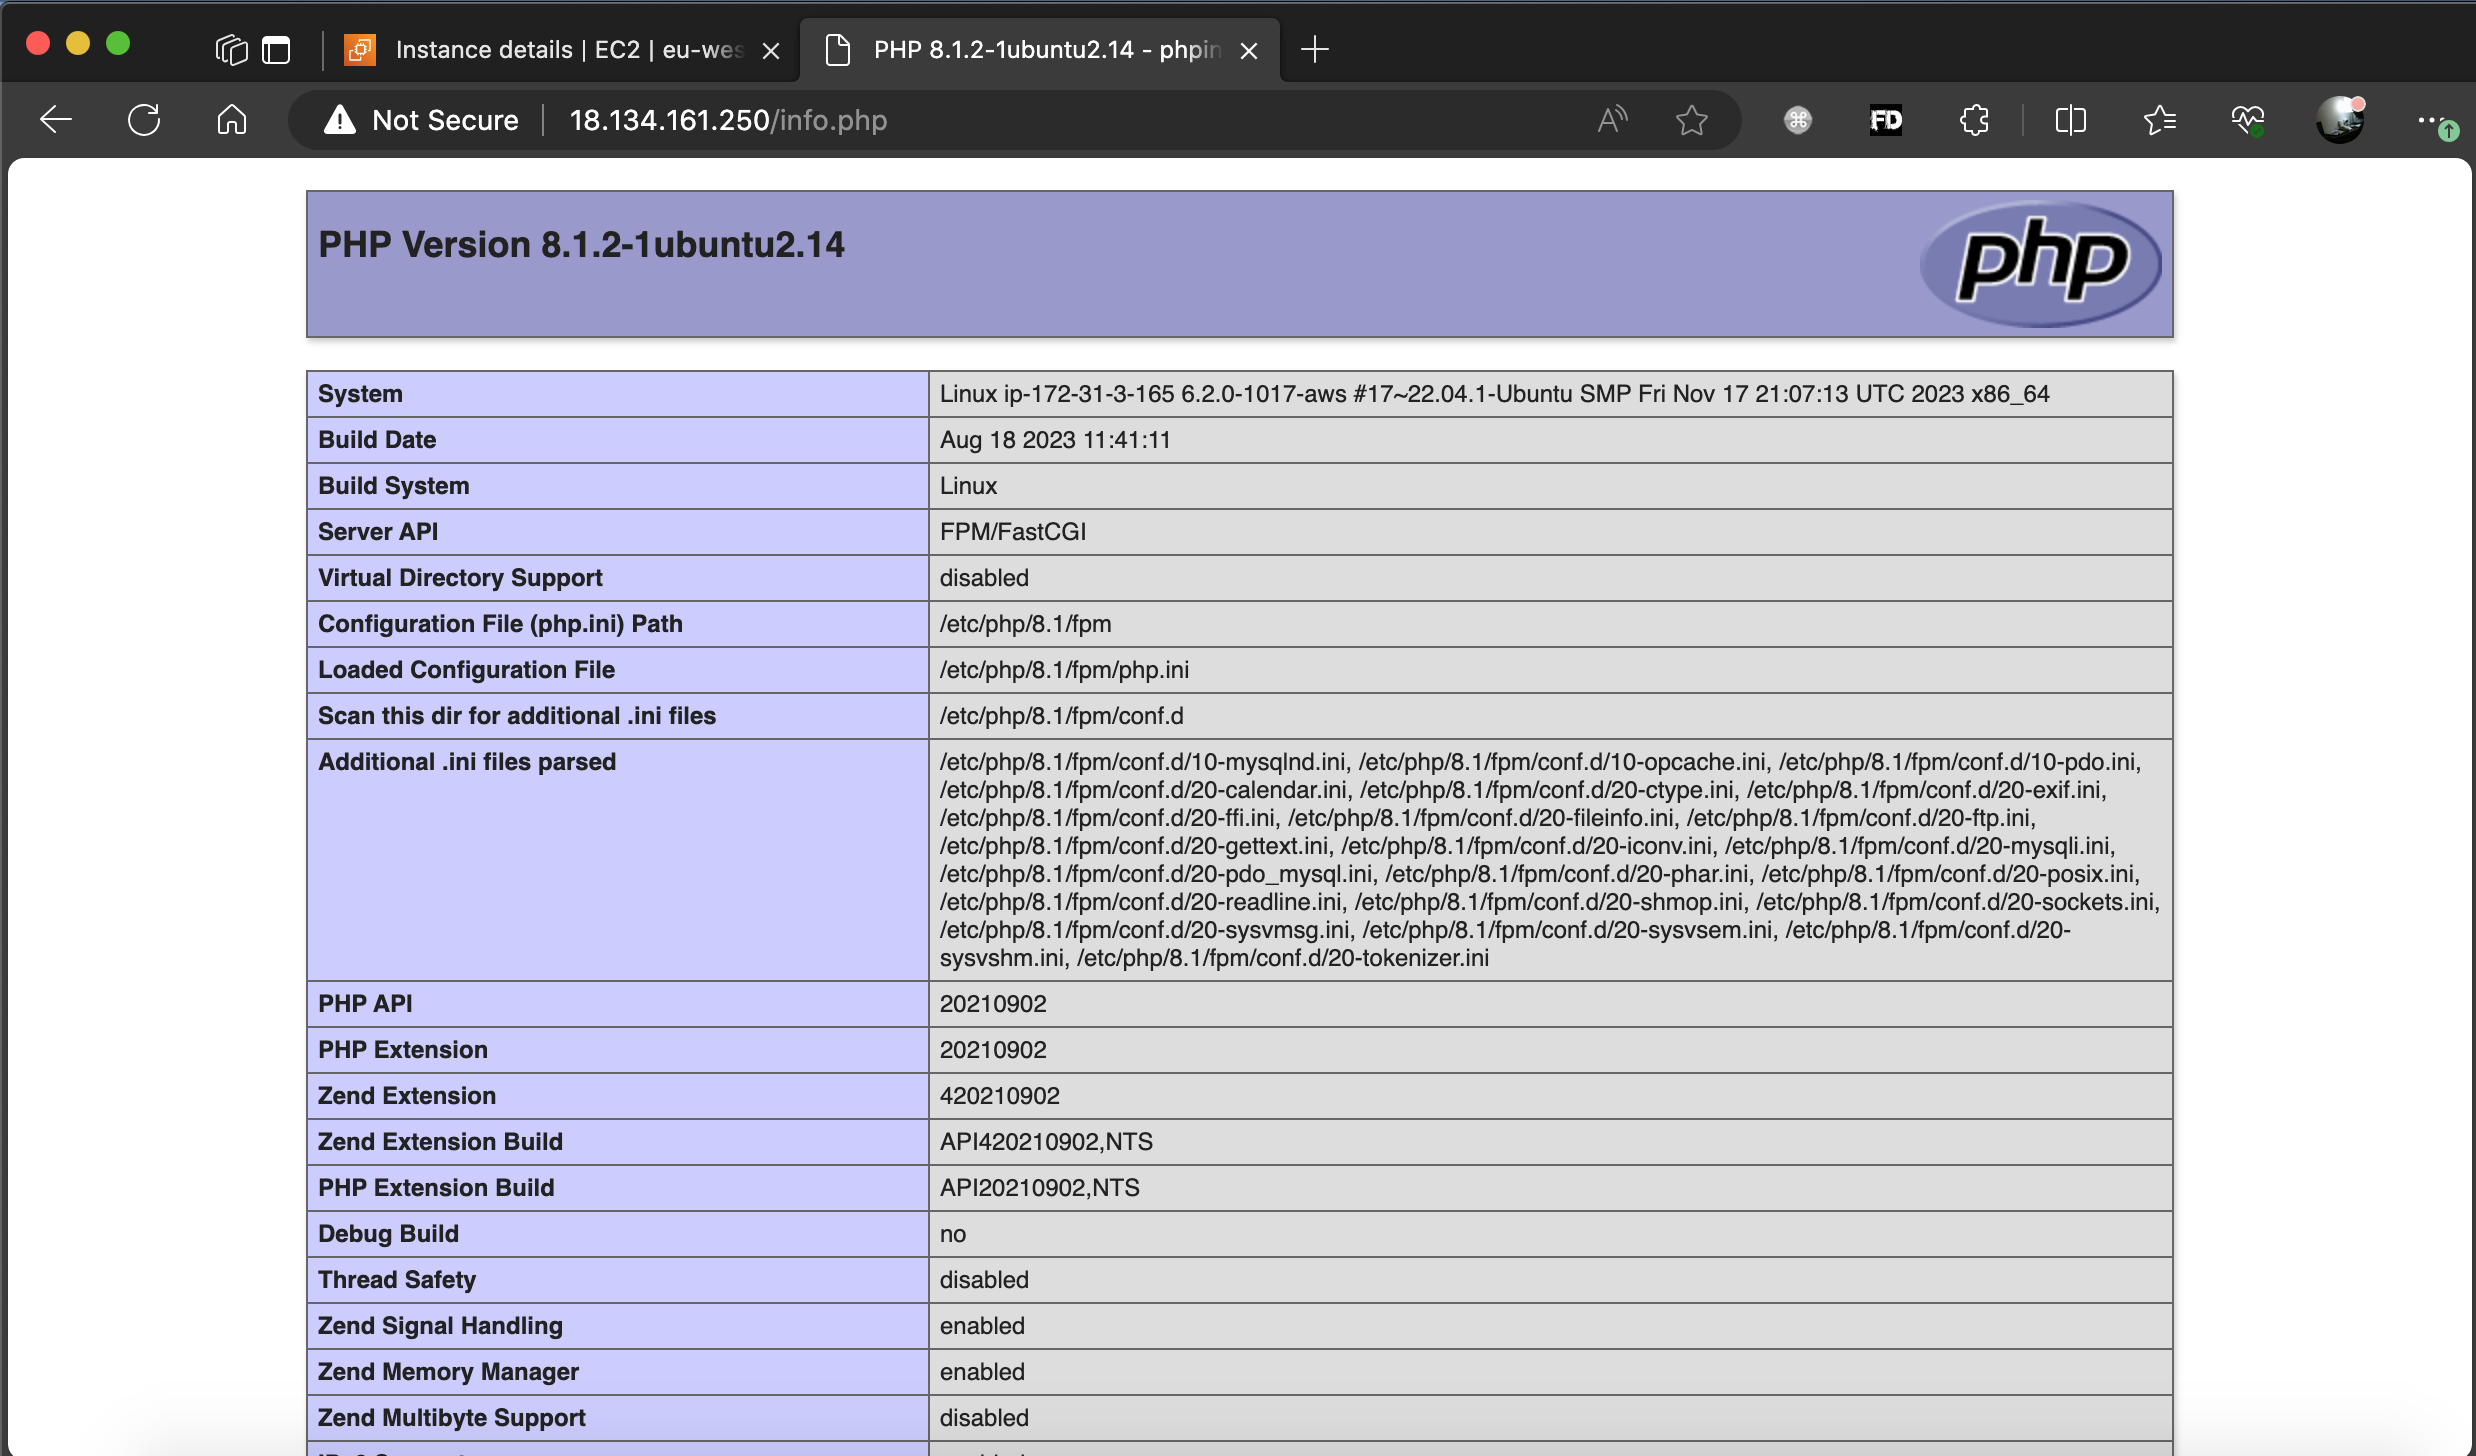 Instance details | EC2 | eu-wes
PHP 8.1.2-1ubuntu2.14 - phpin
Not Secure
18.134.161.250/info.php
FD
PHP Version 8.1.2-1ubuntu2.14
php
System Linux ip-172-31-3-165 6.2.0-1017-aws #17~22.04.1-Ubuntu SMP Fri Nov 17 21:07:13 UTC 2023 x86_64
Build Date Aug 18 2023 11:41:11
Build System Linux
Server API FPM/FastCGI
Virtual Directory Support disabled
Configuration File (php.ini) Path /etc/php/8.1/fpm
Loaded Configuration File /etc/php/8.1/fpm/php.ini
Scan this dir for additional .ini files /etc/php/8.1/fpm/conf.d
Additional .ini files parsed /etc/php/8.1/fpm/conf.d/10-mysqlnd.ini, /etc/php/8.1/fpm/conf.d/10-opcache.ini, /etc/php/8.1/fpm/conf.d/10-pdo.ini,
/etc/php/8.1/fpm/conf.d/20-calendar.ini, /etc/php/8.1/fpm/conf.d/20-ctype.ini, /etc/php/8.1/fpm/conf.d/20-exif.ini,
/etc/php/8.1/fpm/conf.d/20-ffi.ini, /etc/php/8.1/fpm/conf.d/20-fileinfo.ini, /etc/php/8.1/fpm/conf.d/20-ftp.ini,
/etc/php/8.1/fpm/conf.d/20-gettext.ini, /etc/php/8.1/fpm/conf.d/20-iconv.ini, /etc/php/8.1/fpm/conf.d/20-mysqli.ini,
/etc/php/8.1/fpm/conf.d/20-pdo_mysql.ini, /etc/php/8.1/fpm/conf.d/20-phar.ini, /etc/php/8.1/fpm/conf.d/20-posix.ini,
/etc/php/8.1/fpm/conf.d/20-readline.ini, /etc/php/8.1/fpm/conf.d/20-shmop.ini, /etc/php/8.1/fpm/conf.d/20-sockets.ini,
/etc/php/8.1/fpm/conf.d/20-sysvmsg.ini, /etc/php/8.1/fpm/conf.d/20-sysvsem.ini, /etc/php/8.1/fpm/conf.d/20-
sysvshm.ini, /etc/php/8.1/fpm/conf.d/20-tokenizer.ini
PHP API 20210902
PHP Extension 20210902
Zend Extension 420210902
Zend Extension Build API420210902,NTS
PHP Extension Build API20210902,NTS
Debug Build no
Thread Safety disabled
Zend Signal Handling enabled
Zend Memory Manager enabled
Zend Multibyte Support disabled